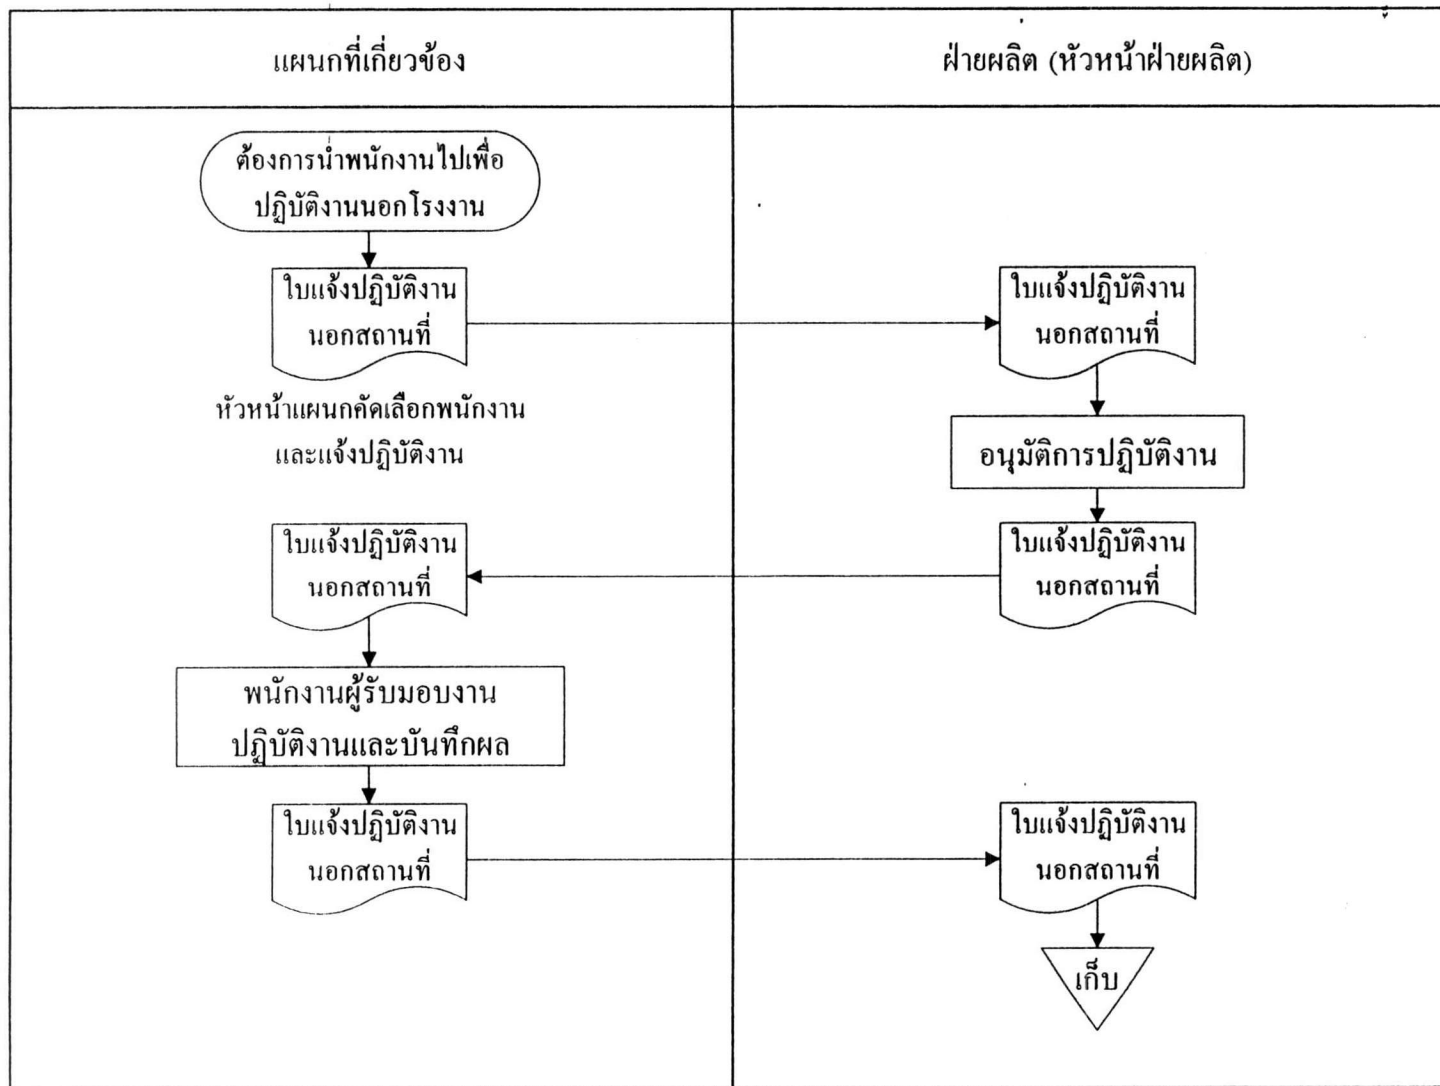 แผนกที่เกี่ยวข้อง
ฝ่ายผลิต (หัวหน้าฝ่ายผลิต)
ต้องการนำพนักงานไปเพื่อ
ปฏิบัติงานนอกโรงงาน
ใบแจ้งปฏิบัติงาน
นอกสถานที่
ใบแจ้งปฏิบัติงาน
นอกสถานที่
หัวหน้าแผนกคัดเลือกพนักงาน
และแจ้งปฏิบัติงาน
อนุมัติการปฏิบัติงาน
ใบแจ้งปฏิบัติงาน
นอกสถานที่
ใบแจ้งปฏิบัติงาน
นอกสถานที่
พนักงานผู้รับมอบงาน
ปฏิบัติงานและบันทึกผล
ใบแจ้งปฏิบัติงาน
นอกสถานที่
ใบแจ้งปฏิบัติงาน
นอกสถานที่
เก็บ